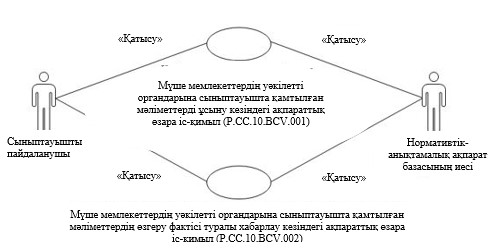 «Қатысу» «Қатысу»
Мүше мемлекеттердің уәкілетті
органдарына сыныптауышта қамтылған
мәліметтерді ұсыну кезіндегі ақпараттық
өзара іс-қимыл (P.CC.10.BCV.001)
Сыныптауышты
пайдаланушы
Нормативтік-
анықтамалық ақпарат
базасының иесі
«Қатысу» «Қатысу»
Мүше мемлекеттердің уәкілетті органдарына сыныптауышта қамтылған
мәліметтердің өзгеру фактісі туралы хабарлау кезіндегі ақпараттық өзара
іс-қимыл (P.CC.10.BCV.002)